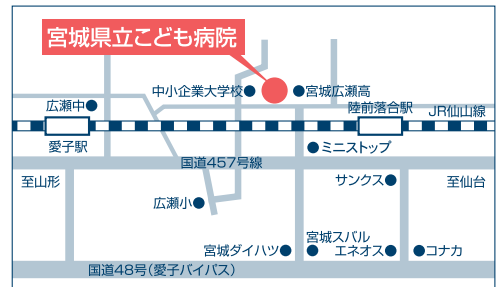 宮城県立こども病院
中小企業大学校
宮城広瀬高
広瀬中
陸前落合駅
JR仙山線
愛子駅
ミニストップ
国道457号線
至山形
サンクス
至仙台
広瀬小
宮城スバル
宮城ダイハツ
エネオス
コナカ
国道48号(愛子バイパス)